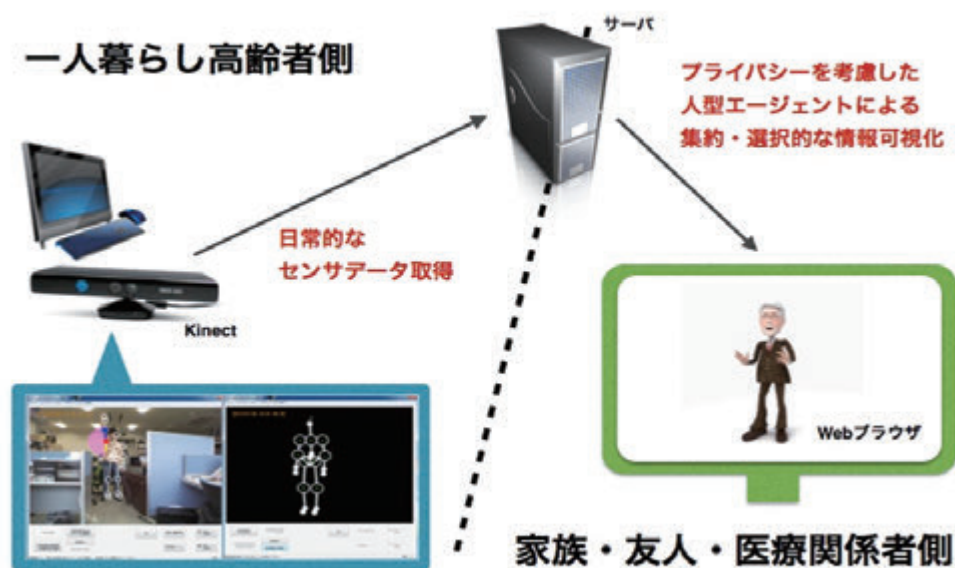 サーバ
一人暮らし高齢者側
プライバシーを考慮した
人型エージェントによる
集約・選択的な情報可視化
日常的な
センサデータ取得
Kinect
Webブラウザ
家族・友人・医療関係者側